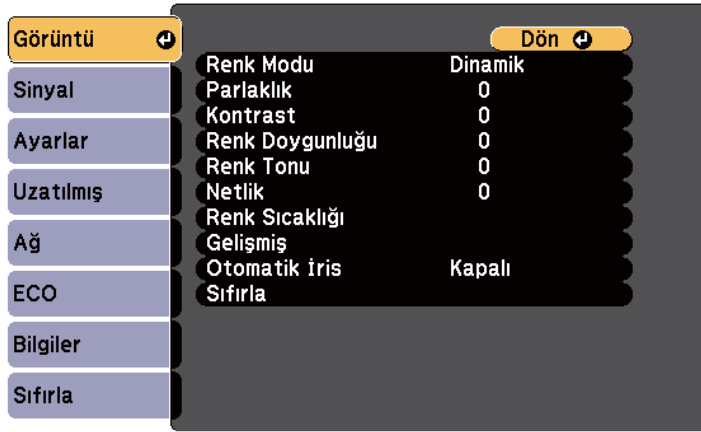 Görüntü
Sinyal
Ayarlar
Uzatılmış
Ağ
ECO
Bilgiler
Sıfırla
Dön
Renk Modu Dinamik
Parlaklık 0
Kontrast 0
Renk Doygunluğu 0
Renk Tonu 0
Netlik 0
Renk Sıcaklığı
Gelişmiş
Otomatik İris Kapalı
Sıfırla